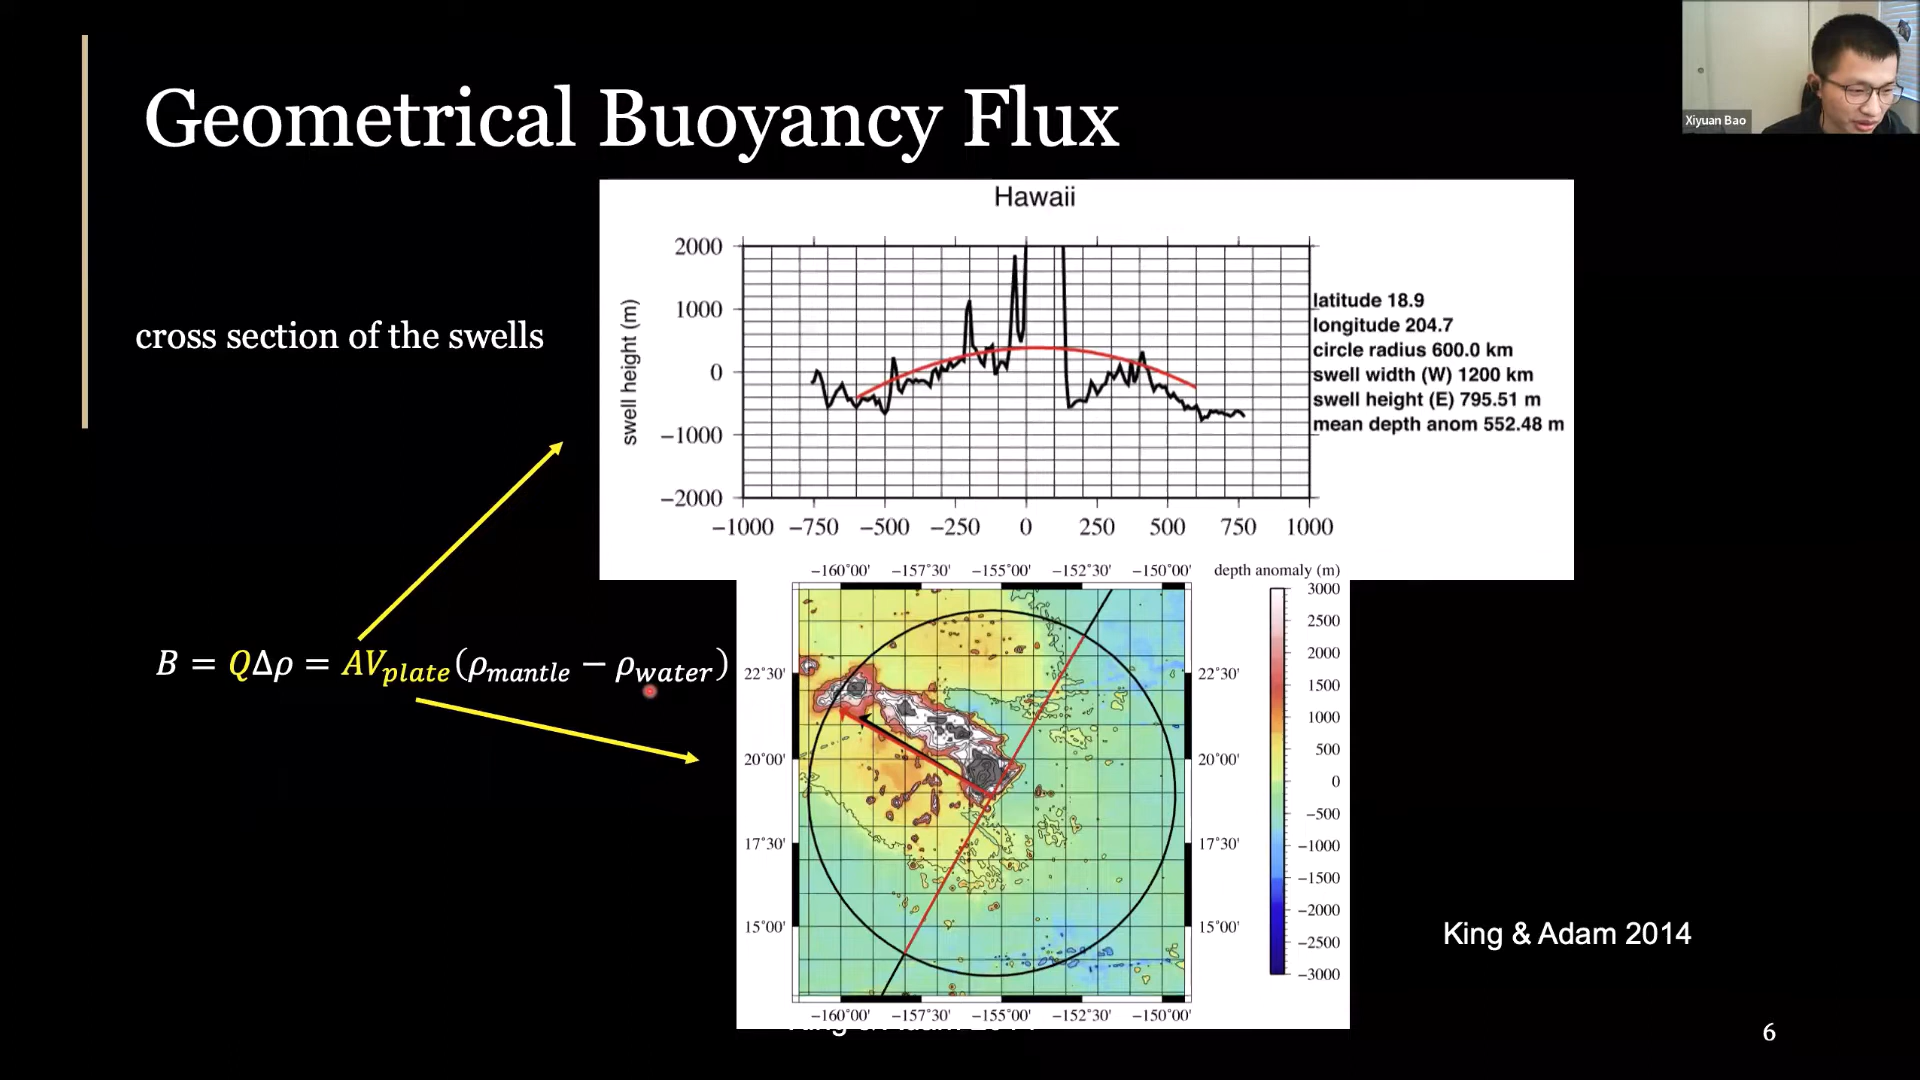 Geometrical Buoyancy Flux
Xiyuan Bao
Hawaii
cross section of the swells
swell height (m)
2000
1000
0
−1000
−2000
−1000 −750 −500 −250 0 250 500 750 1000
latitude 18.9
longitude 204.7
circle radius 600.0 km
swell width (W) 1200 km
swell height (E) 795.51 m
mean depth anom 552.48 m
B = QΔρ = AV_plate(ρ_mantle − ρ_water)
−160°00' −157°30' −155°00' −152°30' −150°00'
depth anomaly (m)
22°30' 22°30'
20°00' 20°00'
17°30' 17°30'
15°00' 15°00'
−160°00' −157°30' −155°00' −152°30' −150°00'
3000
2500
2000
1500
1000
500
0
−500
−1000
−1500
−2000
−2500
−3000
King & Adam 2014
6